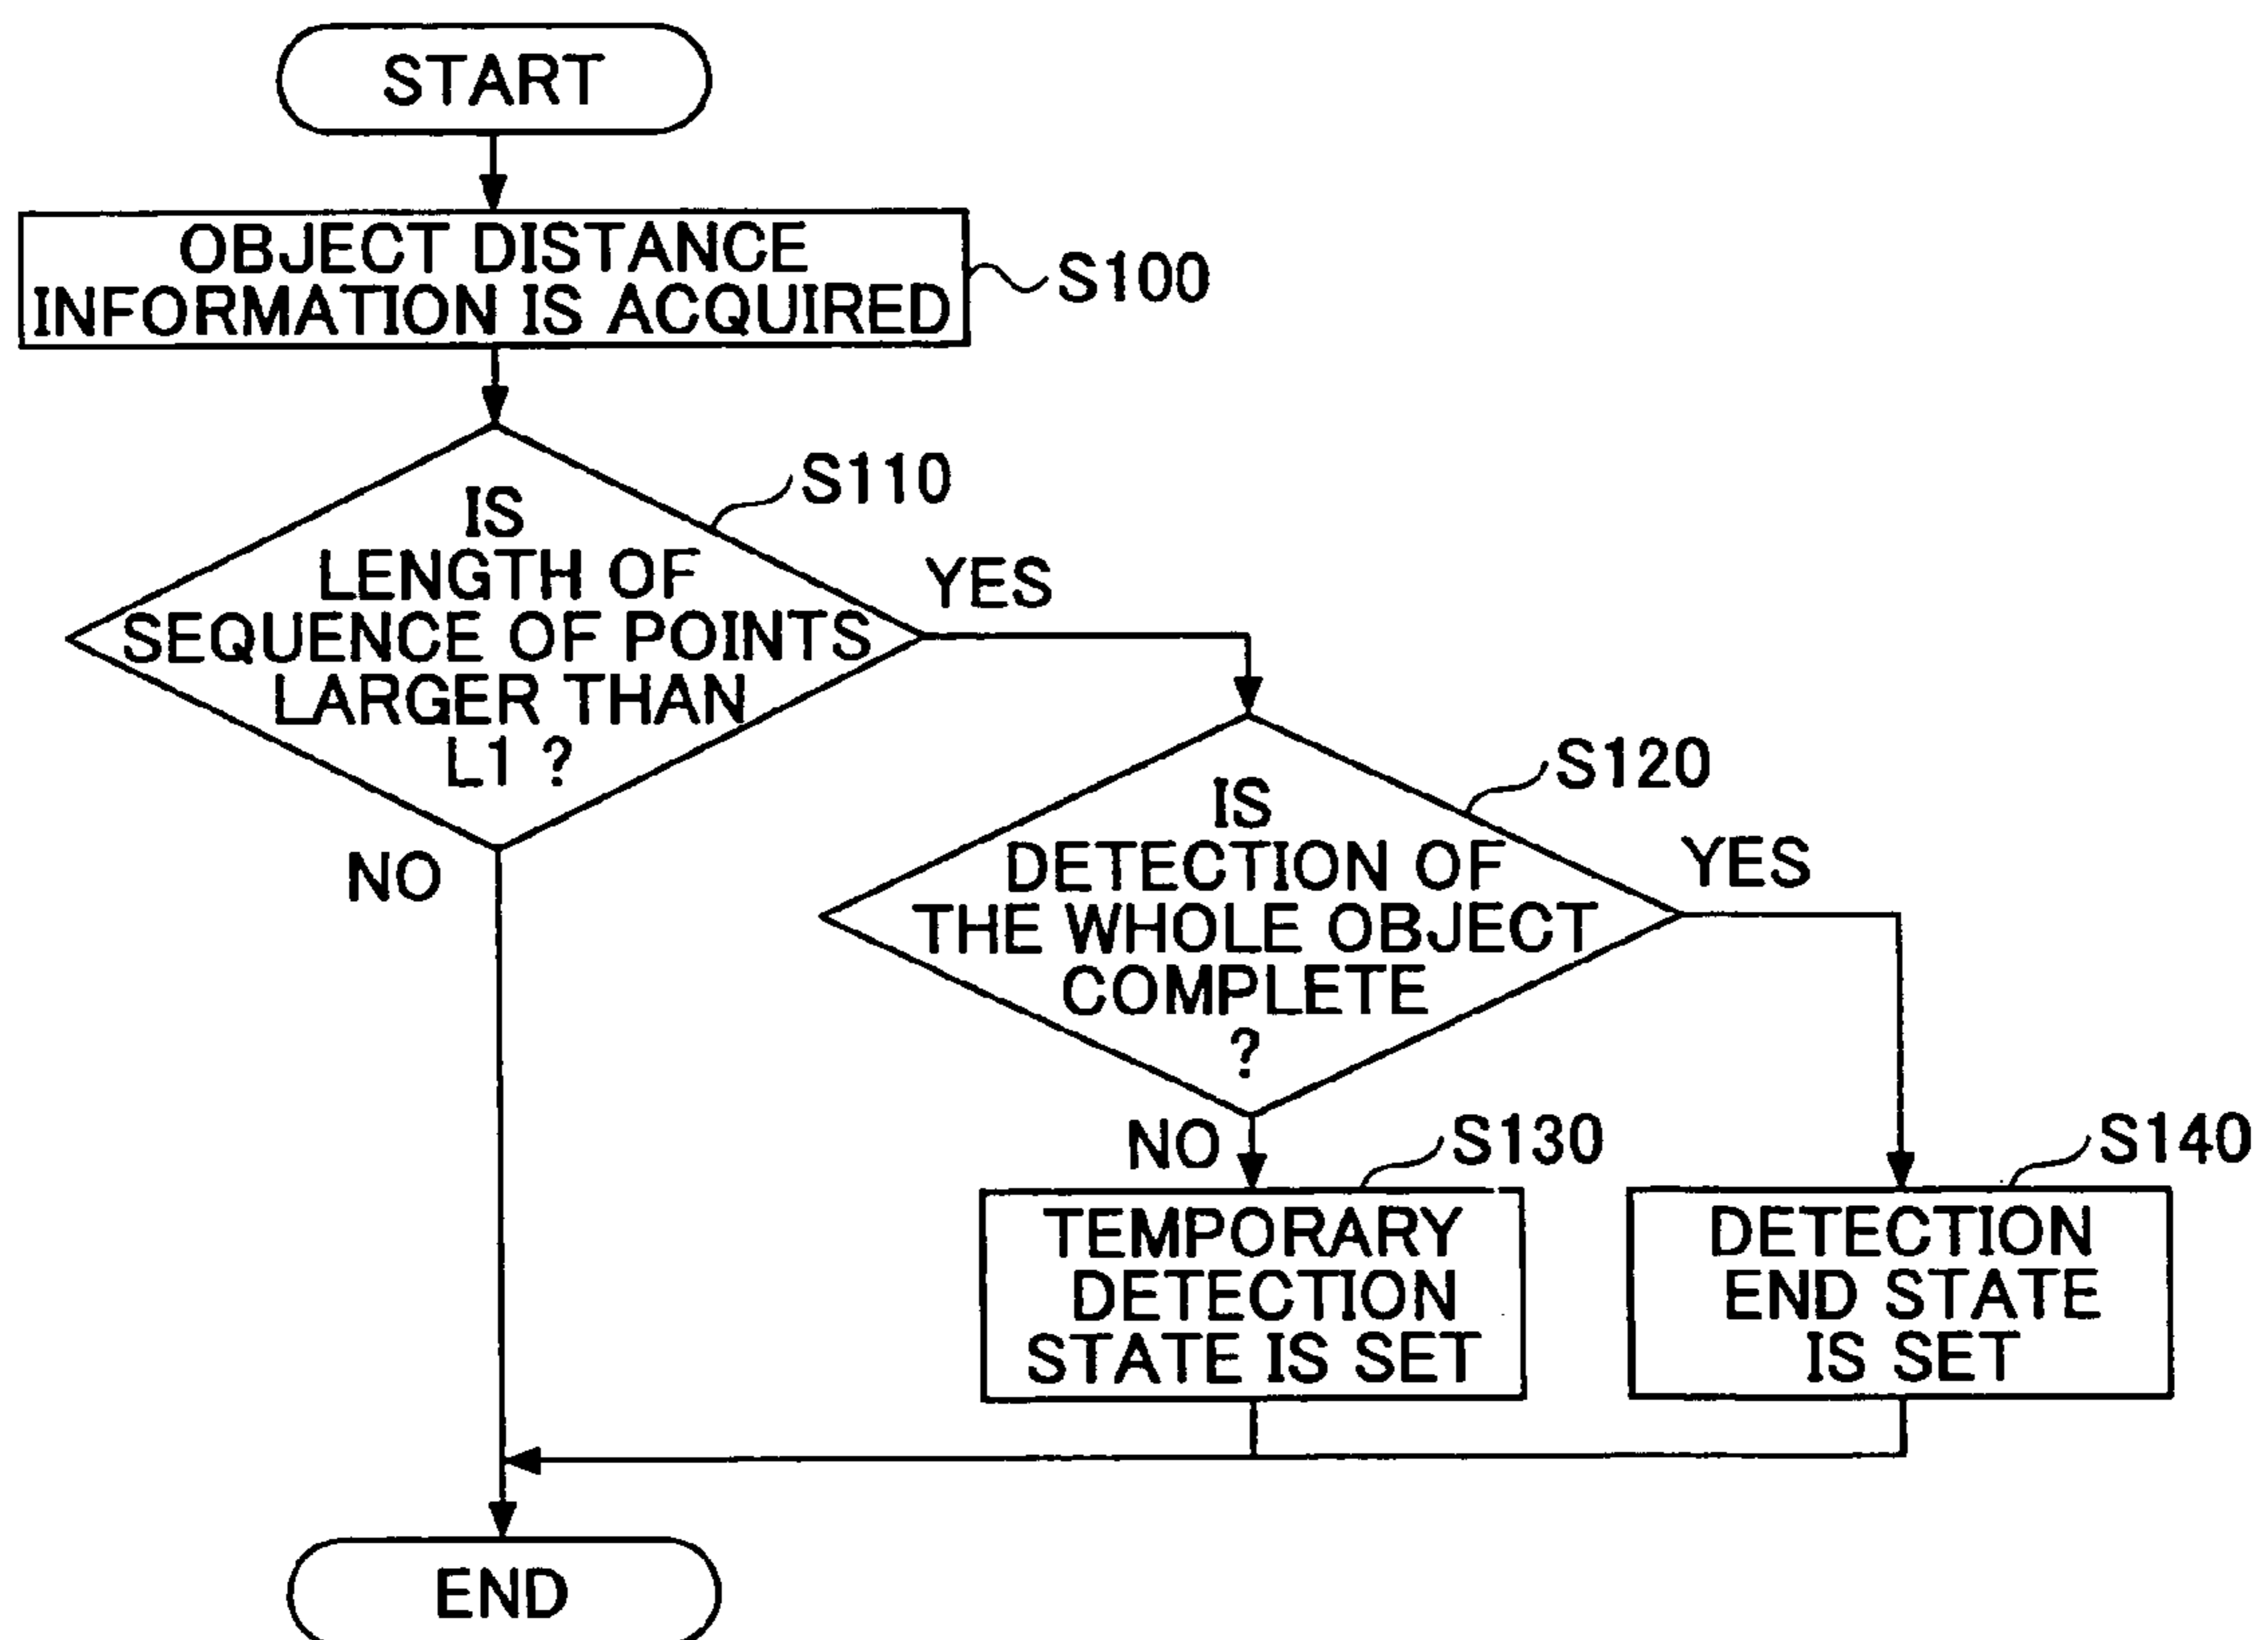 START
OBJECT DISTANCE
INFORMATION IS ACQUIRED
S100
S110
IS
LENGTH OF
SEQUENCE OF POINTS
LARGER THAN
L1 ?
YES
NO
S120
IS
DETECTION OF
THE WHOLE OBJECT
COMPLETE
?
YES
NO
S130
TEMPORARY
DETECTION
STATE IS SET
S140
DETECTION
END STATE
IS SET
END